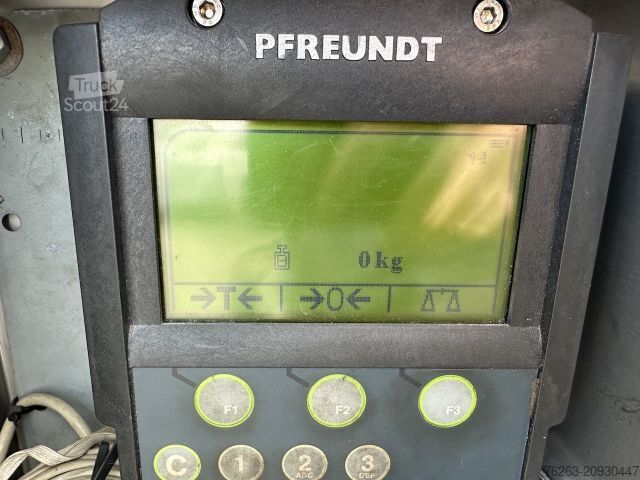 PFREUNDT
Truck
Scout24
0kg
→T← →0←
F1 F2 F3
C 1 2 3
ABC DEF
76263-20930447